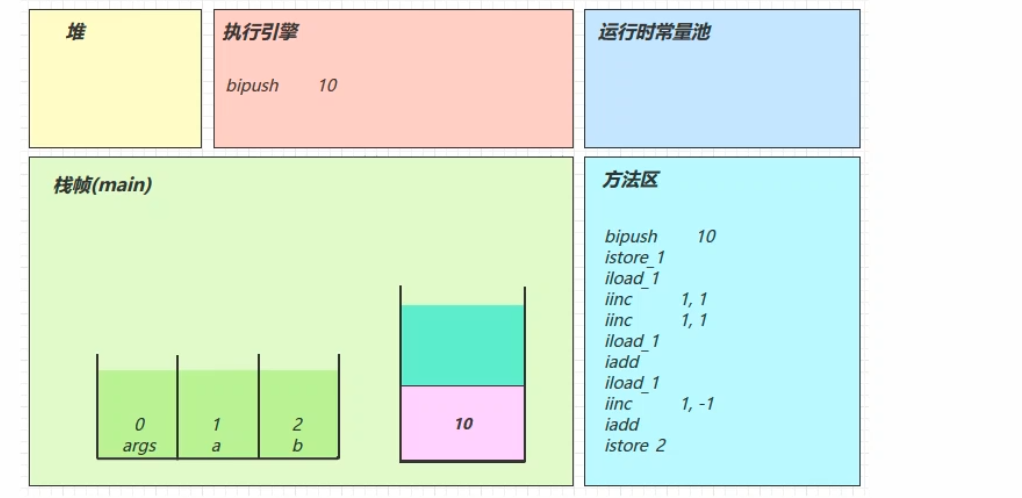 堆
执行引擎
bipush 10
运行时常量池
栈帧(main)
0 1 2
args a b
10
方法区
bipush 10
istore_1
iload_1
iinc 1, 1
iinc 1, 1
iload_1
iadd
iload_1
iinc 1, -1
iadd
istore 2